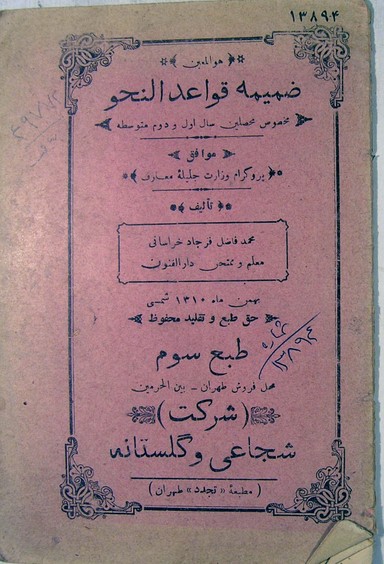 ۱۳۸۹۴
هوالمعین
ضمیمه قواعد النحو
مخصوص محصلین سال اول و دوم متوسطه
موافق
پروگرام وزارت جلیلهٔ معارف
تألیف
محمد فاضل فرجاد خراسانی
معلم و ممتحن دارالفنون
بهمن ماه ۱۳۱۰ شمسی
حق طبع و تقلید محفوظ
طبع سوم
محل فروش طهران - بین الحرمین
(شرکت)
شجاعی و گلستانه
(مطبعهٔ «تجدد» طهران)